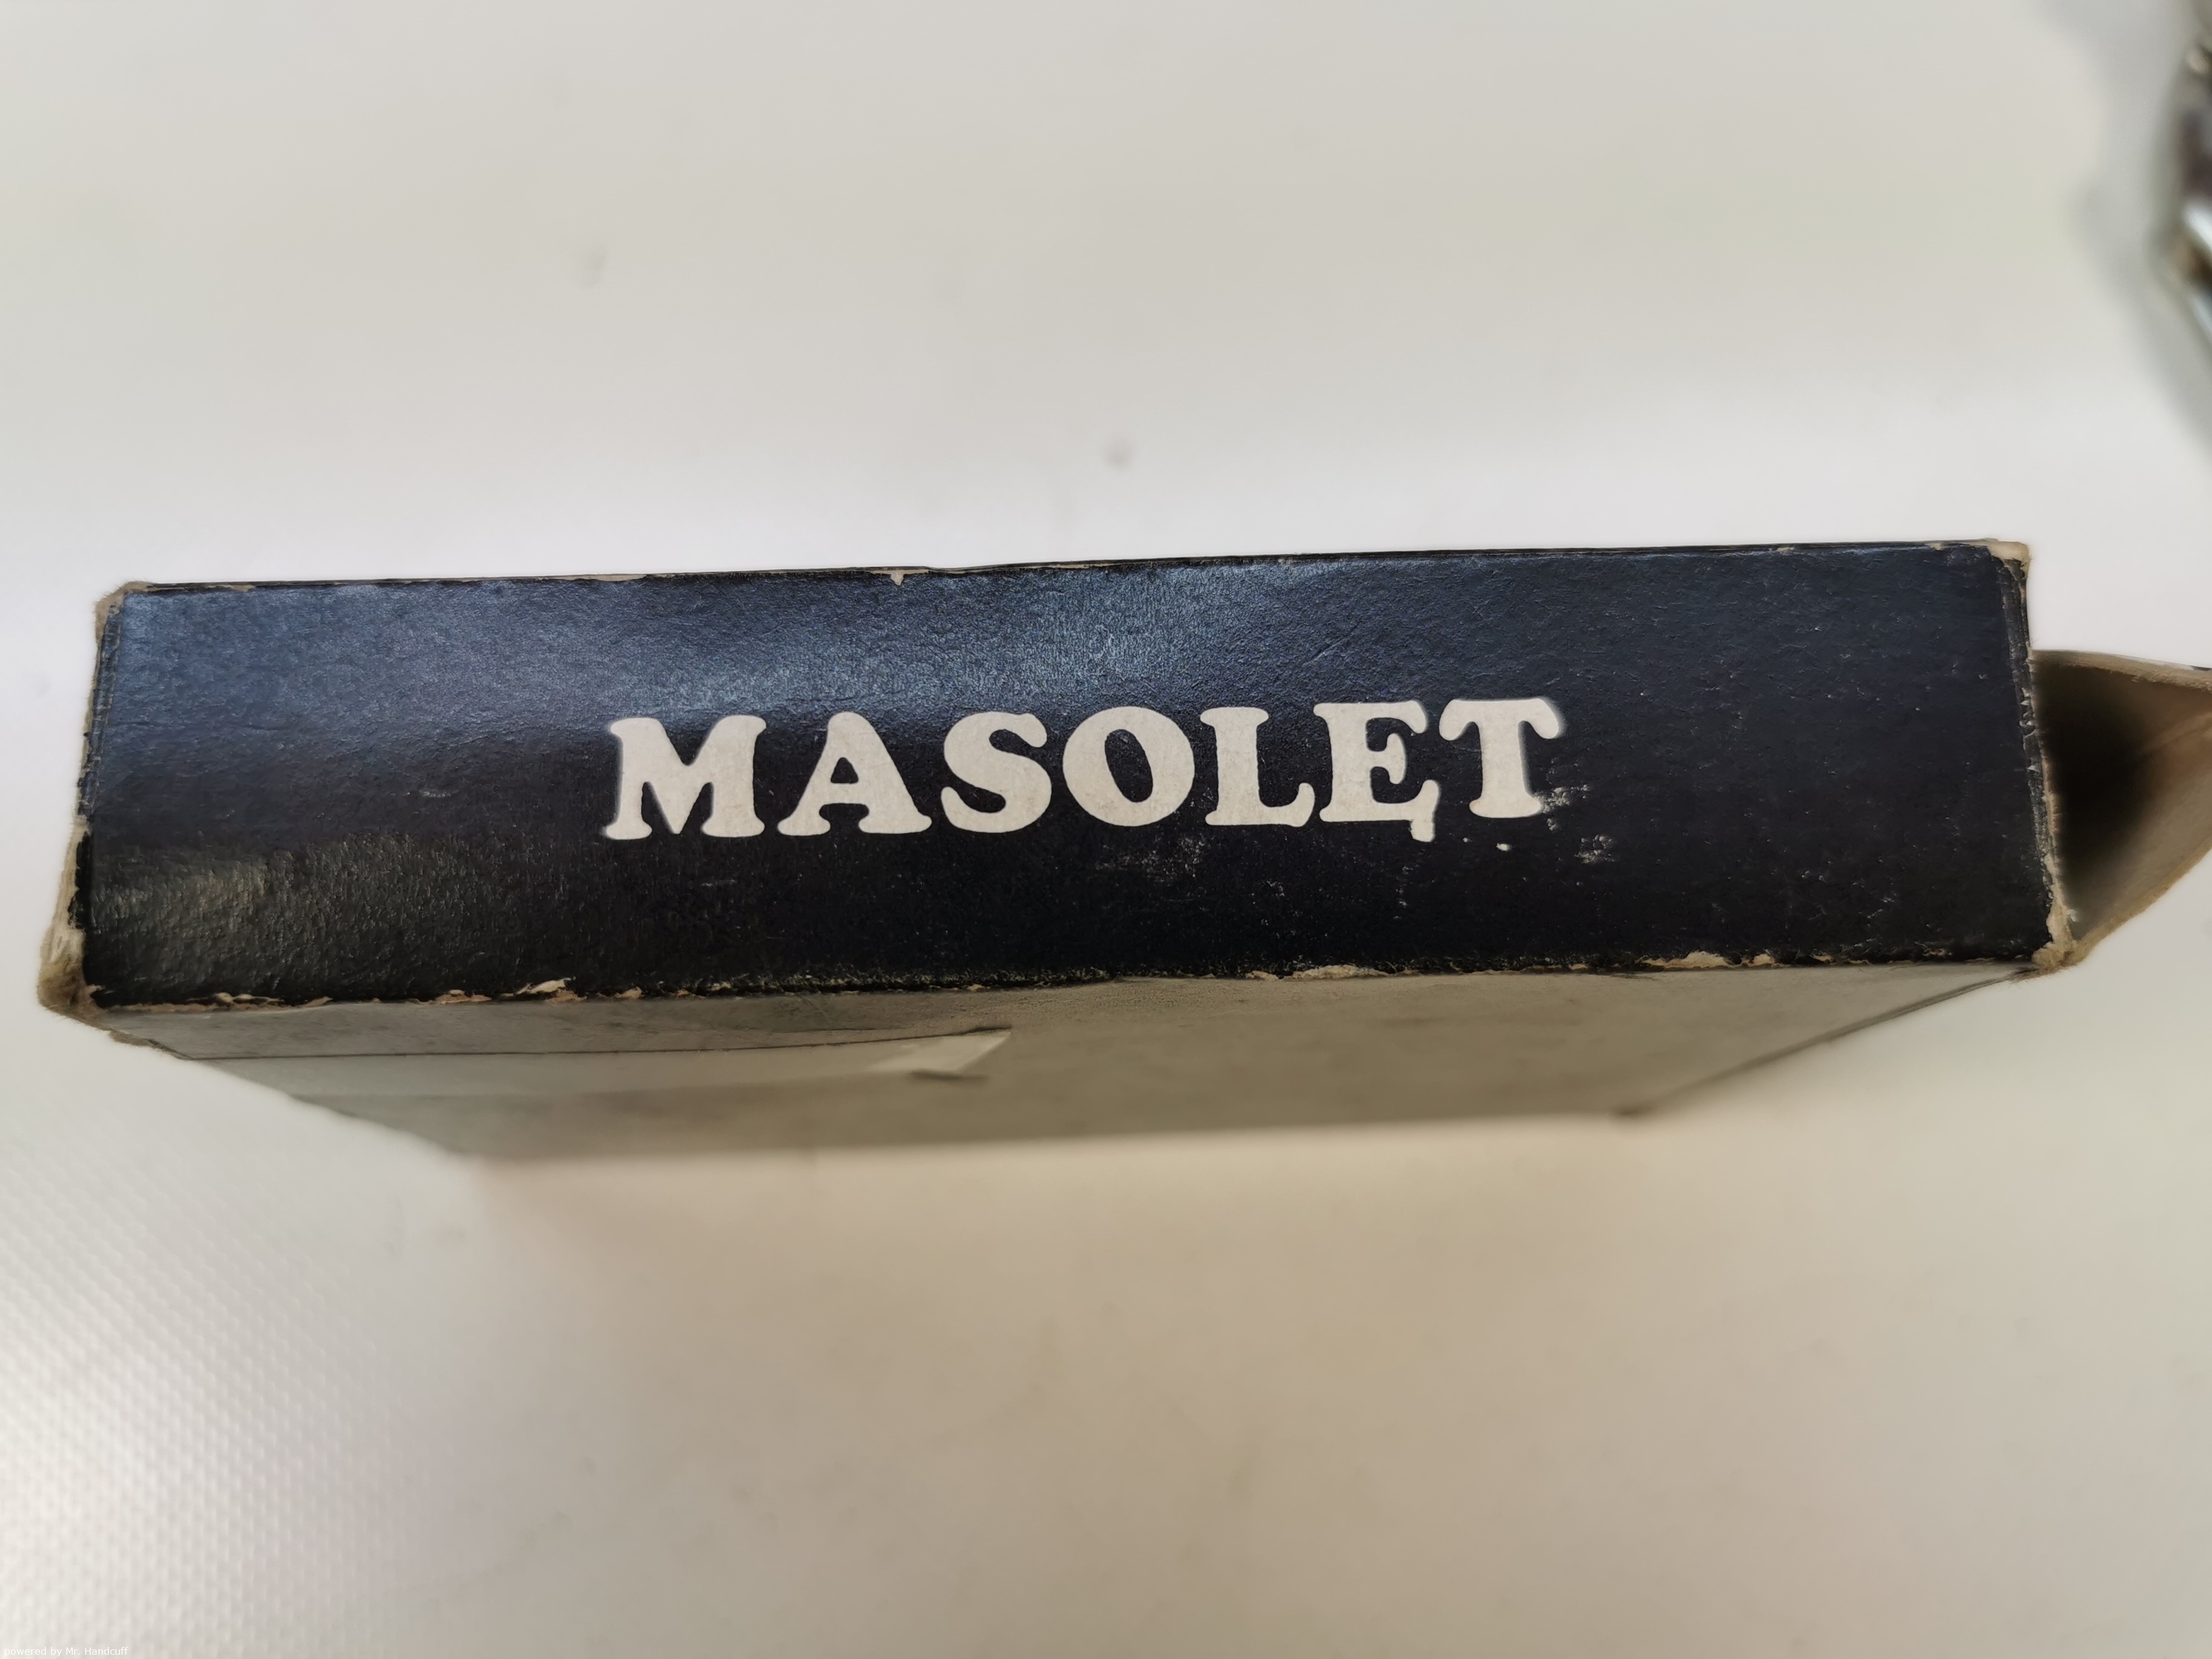 MASOLET
powered by Mr. Handcuff